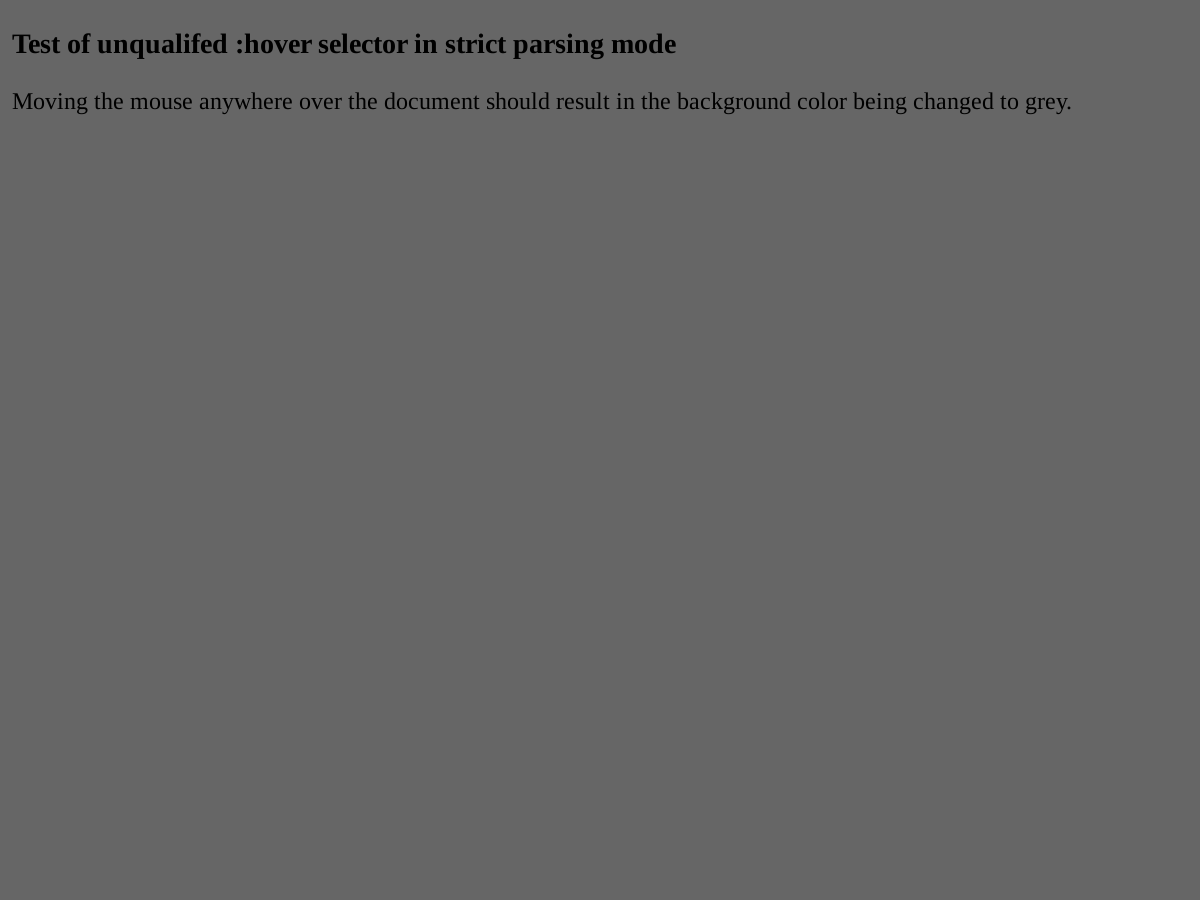 Test of unqualifed :hover selector in strict parsing mode
Moving the mouse anywhere over the document should result in the background color being changed to grey.